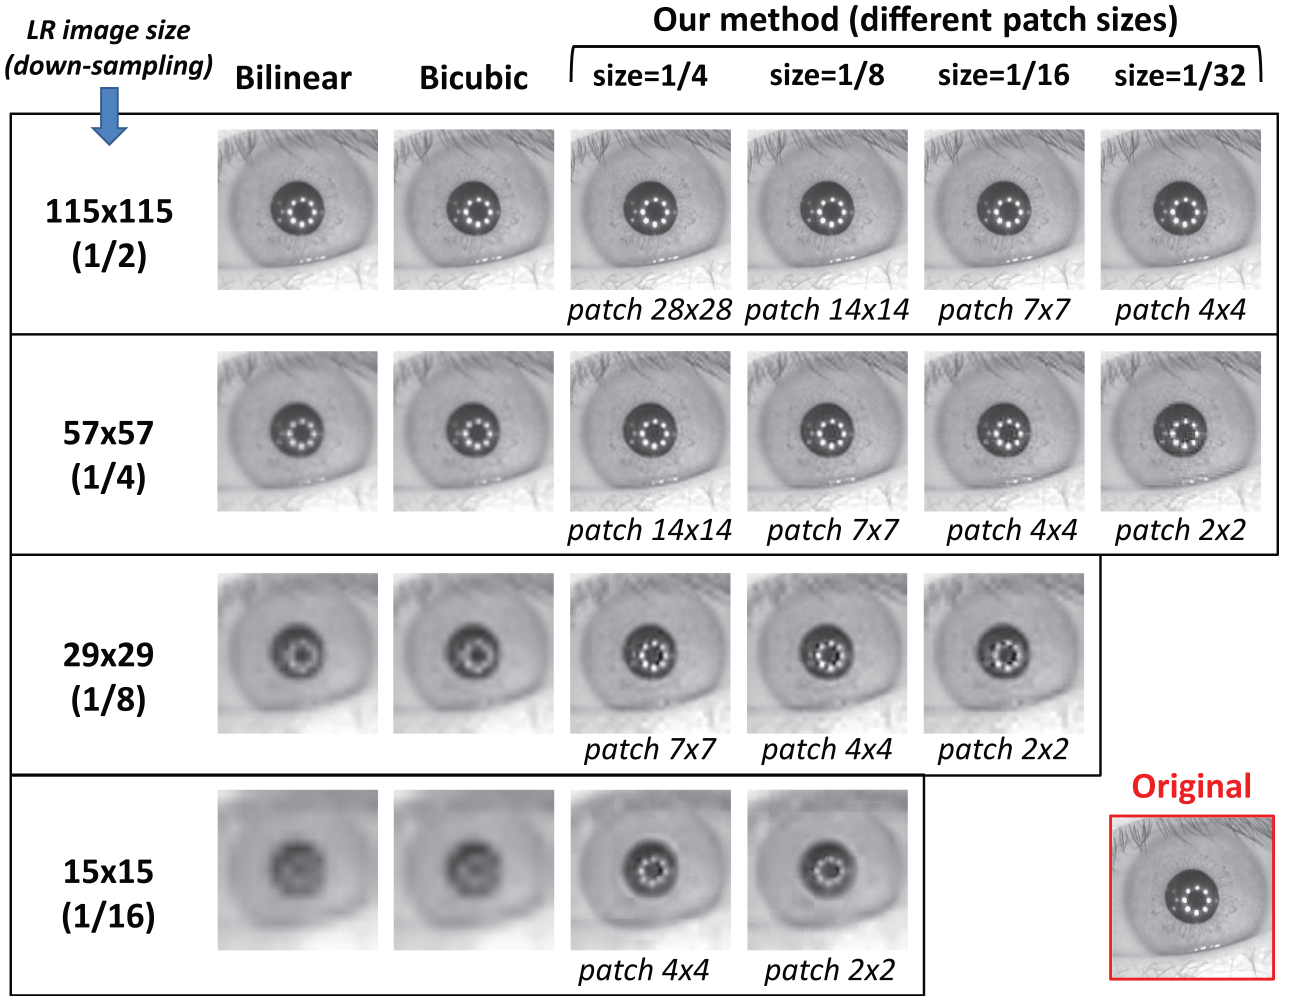 LR image size
(down-sampling)
Our method (different patch sizes)
Bilinear
Bicubic
size=1/4
size=1/8
size=1/16
size=1/32
115x115
(1/2)
patch 28x28
patch 14x14
patch 7x7
patch 4x4
57x57
(1/4)
patch 14x14
patch 7x7
patch 4x4
patch 2x2
29x29
(1/8)
patch 7x7
patch 4x4
patch 2x2
15x15
(1/16)
patch 4x4
patch 2x2
Original